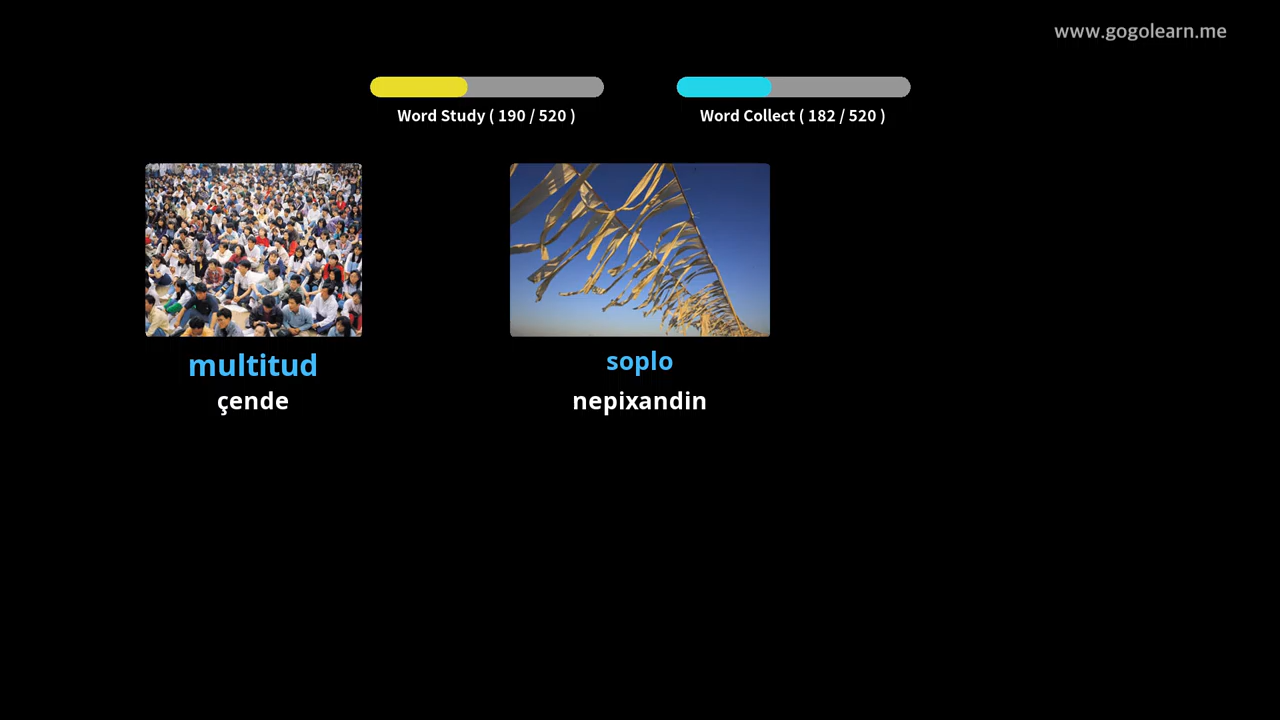 www.gogolearn.me
Word Study ( 190 / 520 )
Word Collect ( 182 / 520 )
multitud
çende
soplo
nepixandin